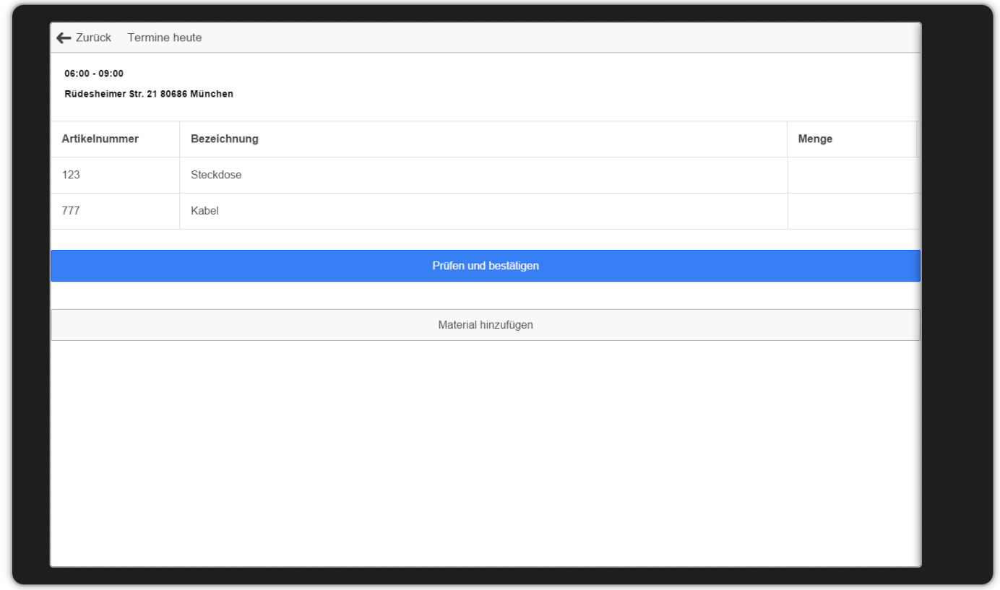 Zurück Termine heute
06:00 - 09:00
Rüdesheimer Str. 21 80686 München
Artikelnummer Bezeichnung Menge
123 Steckdose
777 Kabel
Prüfen und bestätigen
Material hinzufügen